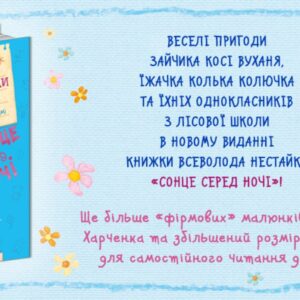 ВЕСЕЛІ ПРИГОДИ
ЗАЙЧИКА КОСІ ВУХАНЯ,
ЇЖАЧКА КОЛЬКА КОЛЮЧКА
ТА ЇХНІХ ОДНОКЛАСНИКІВ
З ЛІСОВОЇ ШКОЛИ
В НОВОМУ ВИДАННІ
КНИЖКИ ВСЕВОЛОДА НЕСТАЙК
«СОНЦЕ СЕРЕД НОЧІ»!
Ще більше «фірмових» малюнкі
Харченка та збільшений розмір
для самостійного читання д